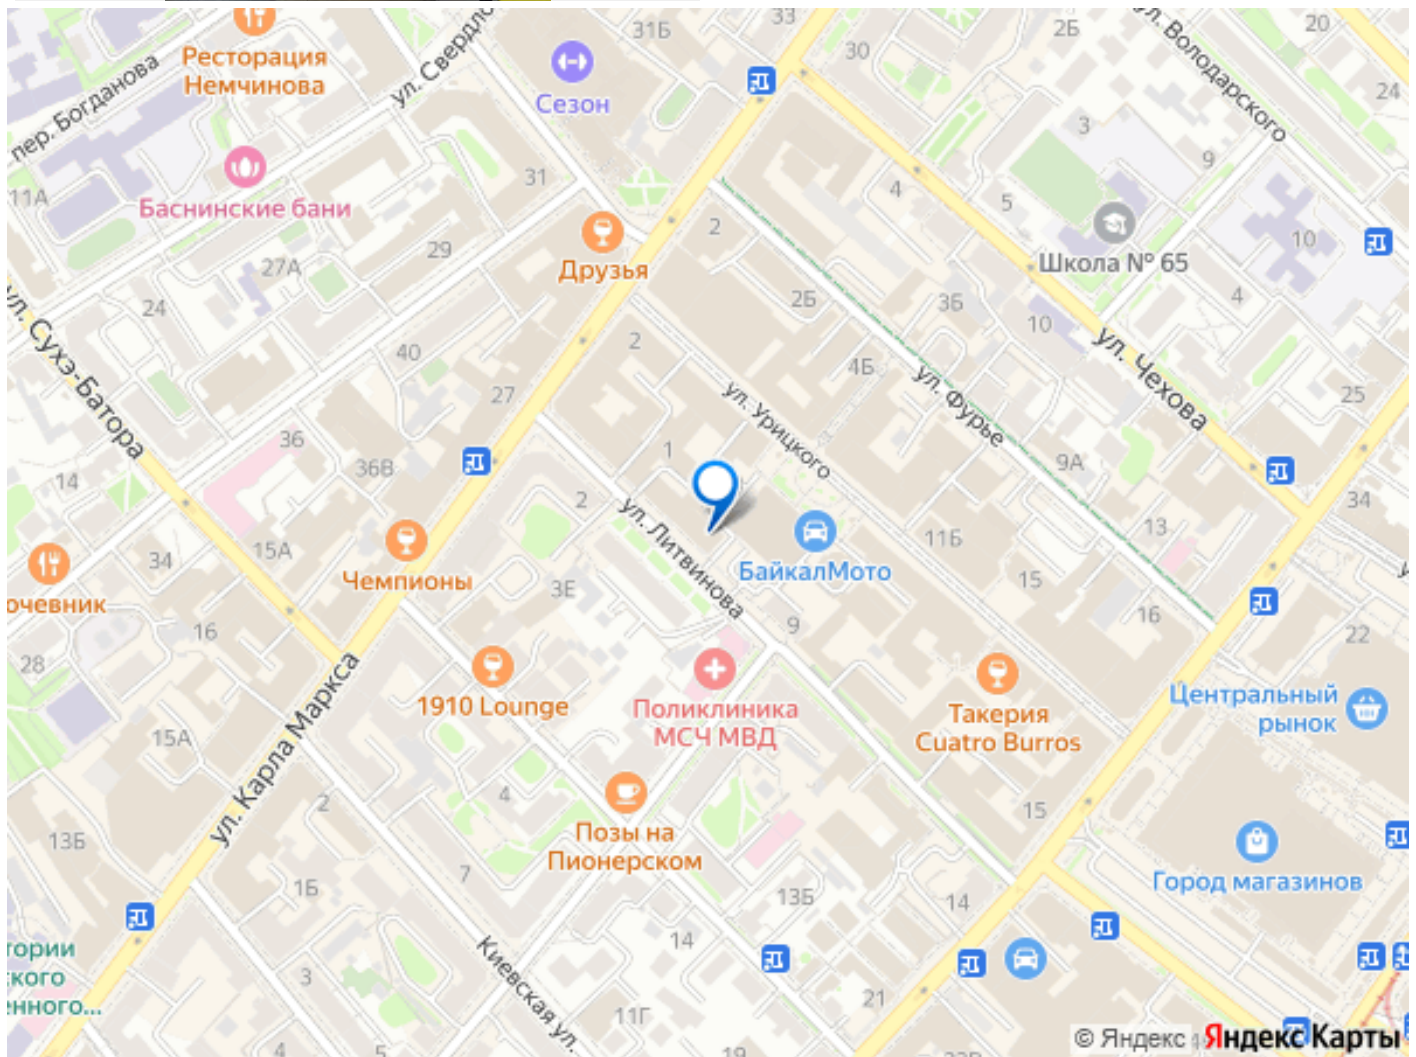 33
31Б
30
2Б
20
ул. Володарского
Ресторация
Немчинова
ул. Свердло
пер. Богданова
Сезон
24
3
9
31
11А
Баснинские бани
4
5
2
Школа № 65
10
29
27А
Друзья
ул. Сухэ-Батора
24
2Б
3Б
10
4
40
2
4Б
ул. Чехова
27
ул. Урицкого
ул. Фурье
25
36
36В
1
9А
14
2
ул. Литвинова
34
15А
34
Чемпионы
3Е
БайкалМото
11Б
13
15
очевник
16
9
16
22
28
1910 Lounge
Поликлиника
МСЧ МВД
Такерия
Cuatro Burros
Центральный
рынок
15А
ул. Карла Маркса
2
4
Позы на
Пионерском
15
13Б
7
1Б
13Б
14
Город магазинов
14
Киевская ул.
тории
ского
енного...
3
21
11Г
4
5
19
© Яндекс Яндекс Карты